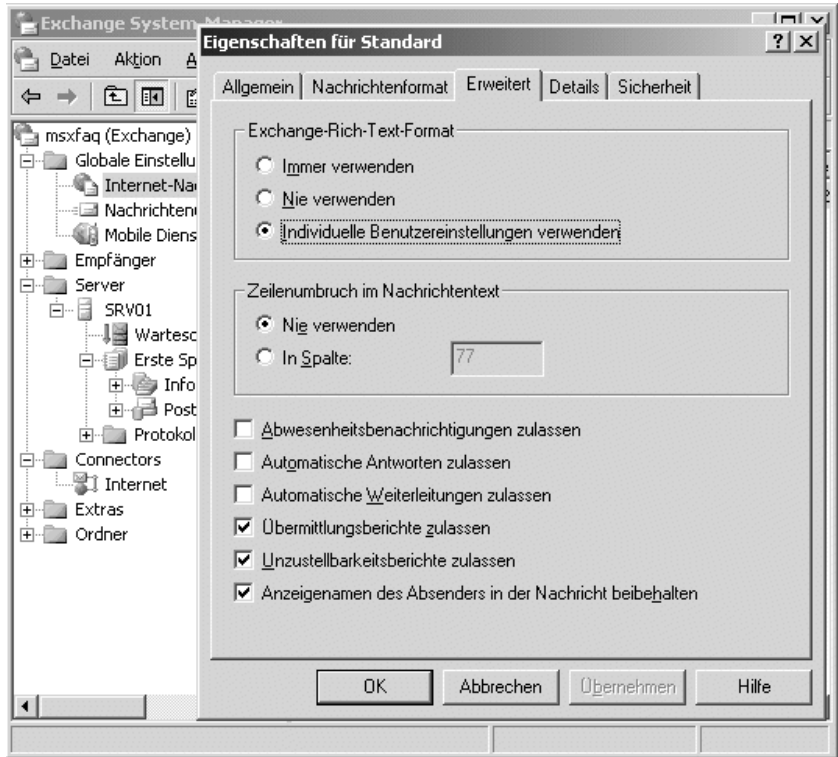 Exchange System-Manager
Datei Aktion A
msxfaq (Exchange)
Globale Einstellu
Internet-Na
Nachrichten
Mobile Diens
Empfänger
Server
SRV01
Wartesc
Erste Sp
Info
Post
Protokol
Connectors
Internet
Extras
Ordner
Eigenschaften für Standard
Allgemein Nachrichtenformat Erweitert Details Sicherheit
Exchange-Rich-Text-Format
Immer verwenden
Nie verwenden
Individuelle Benutzereinstellungen verwenden
Zeilenumbruch im Nachrichtentext
Nie verwenden
In Spalte: 77
Abwesenheitsbenachrichtigungen zulassen
Automatische Antworten zulassen
Automatische Weiterleitungen zulassen
Übermittlungsberichte zulassen
Unzustellbarkeitsberichte zulassen
Anzeigenamen des Absenders in der Nachricht beibehalten
OK Abbrechen Übernehmen Hilfe